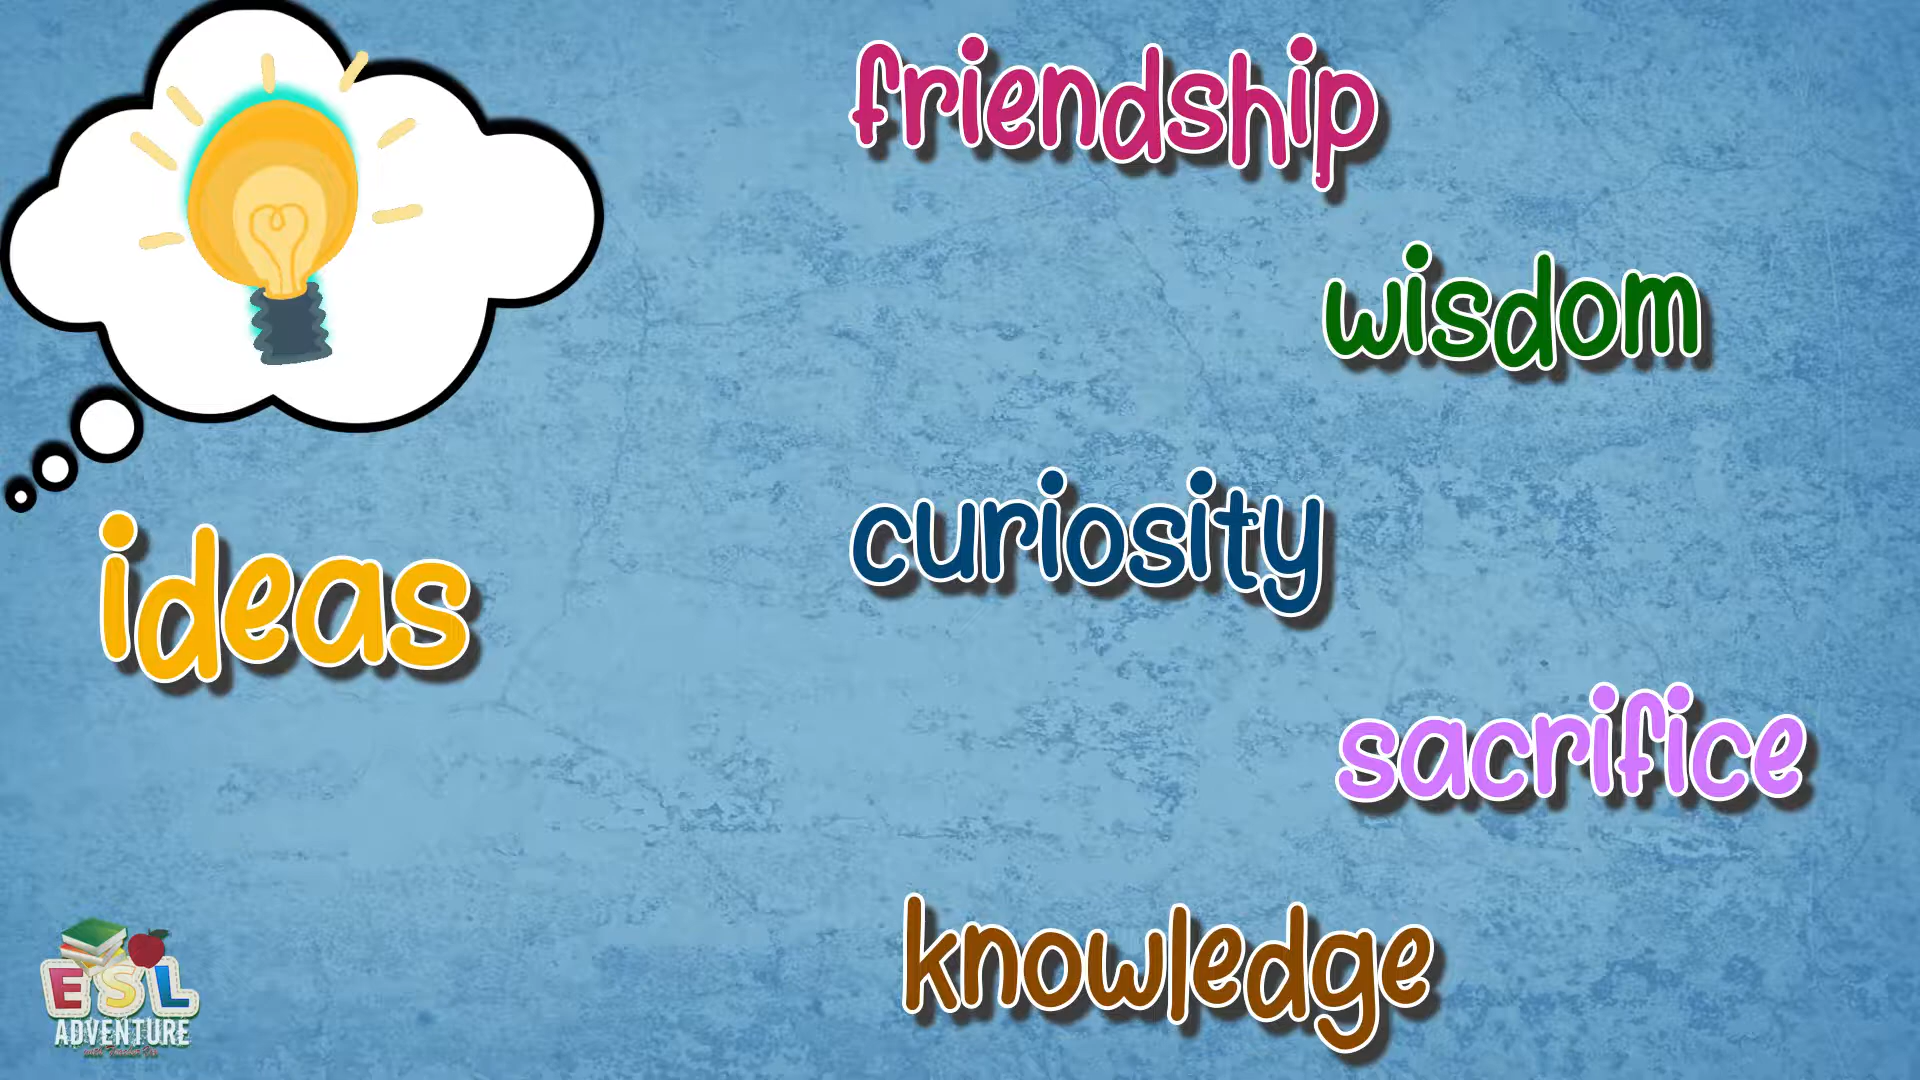 friendship
wisdom
curiosity
ideas
sacrifice
knowledge
ESL
ADVENTURE